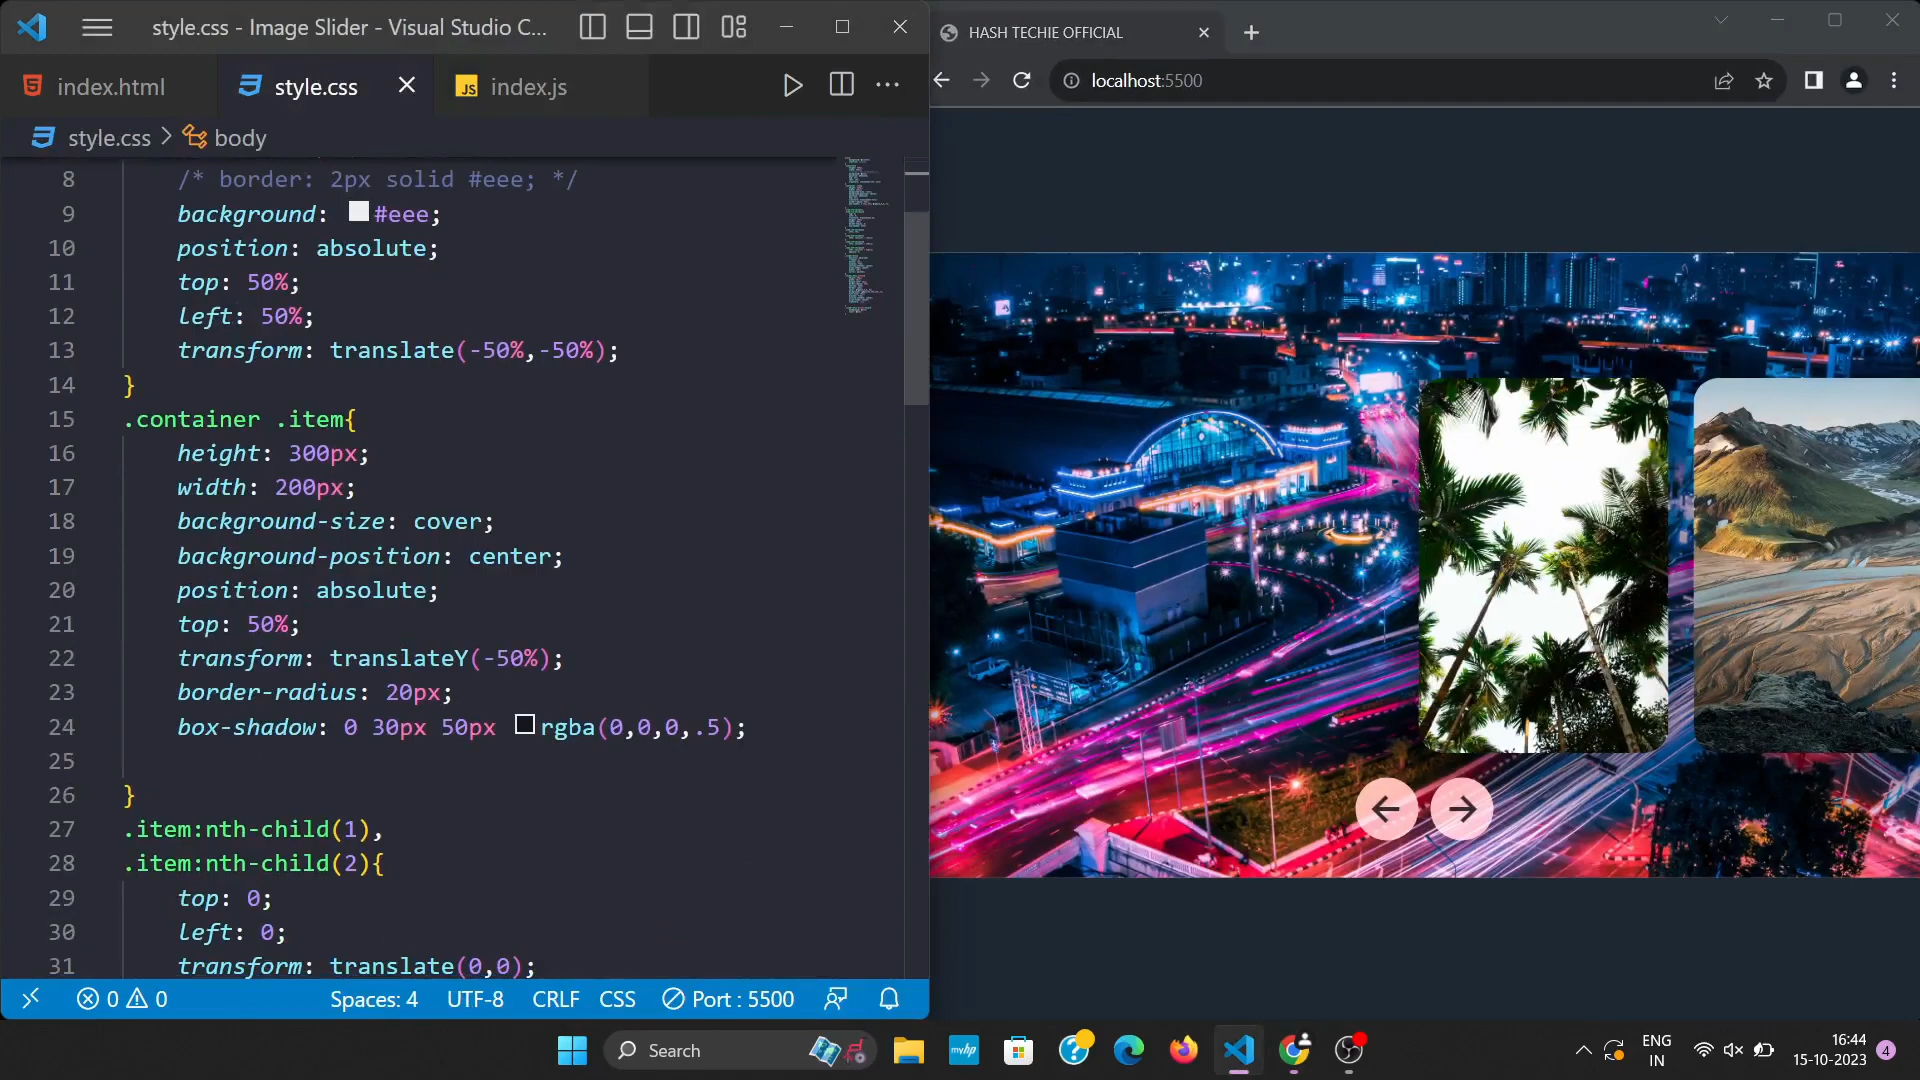 style.css - Image Slider - Visual Studio C...
index.html
style.css
JS index.js
style.css > body
8 /* border: 2px solid #eee; */
9 background: #eee;
10 position: absolute;
11 top: 50%;
12 left: 50%;
13 transform: translate(-50%,-50%);
14 }
15 .container .item{
16 height: 300px;
17 width: 200px;
18 background-size: cover;
19 background-position: center;
20 position: absolute;
21 top: 50%;
22 transform: translateY(-50%);
23 border-radius: 20px;
24 box-shadow: 0 30px 50px rgba(0,0,0,.5);
25
26 }
27 .item:nth-child(1),
28 .item:nth-child(2){
29 top: 0;
30 left: 0;
31 transform: translate(0,0);
0 0
Spaces: 4
UTF-8
CRLF
CSS
Port : 5500
HASH TECHIE OFFICIAL
localhost:5500
Search
myhp
ENG
IN
16:44
15-10-2023
4